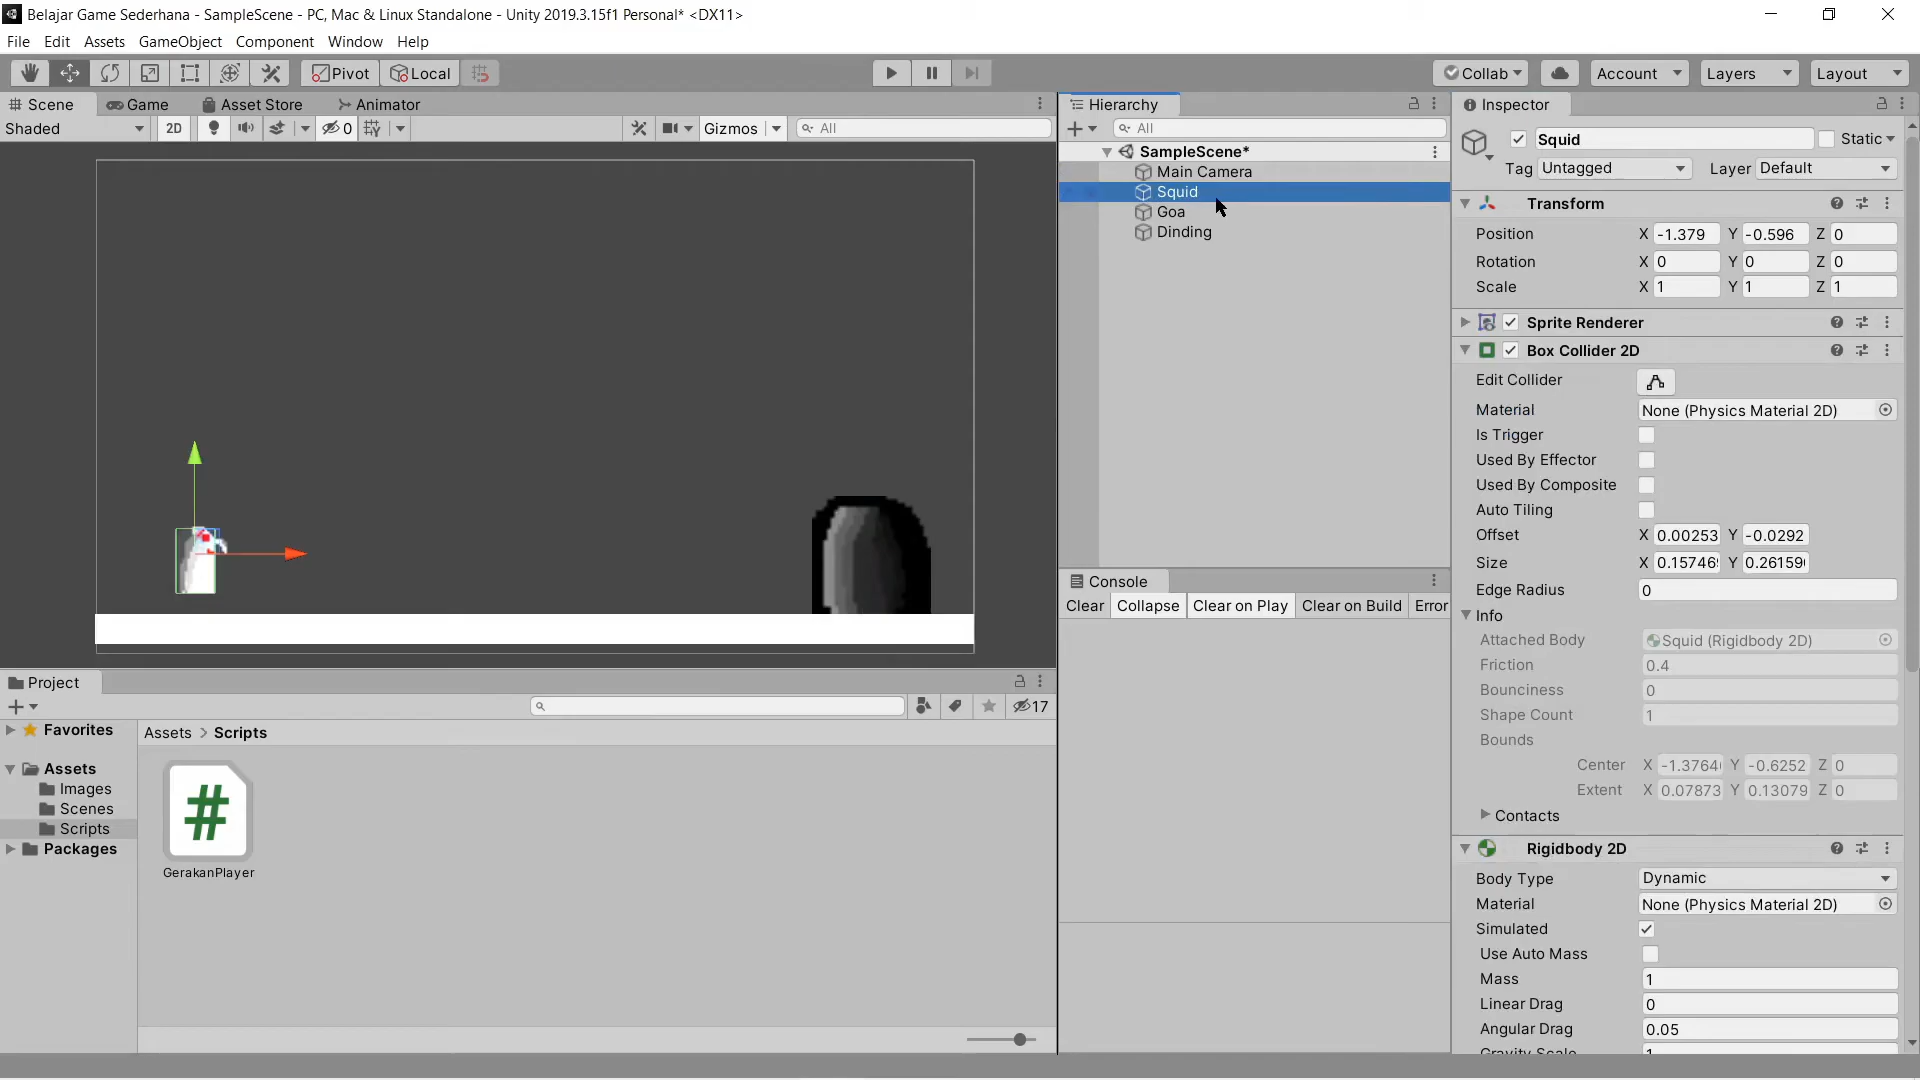 Belajar Game Sederhana - SampleScene - PC, Mac & Linux Standalone - Unity 2019.3.15f1 Personal* <DX11>
File Edit Assets GameObject Component Window Help
Pivot Local Collab Account Layers Layout
Scene Game Asset Store Animator
Shaded 2D 0 Gizmos All
Hierarchy
All
SampleScene*
Main Camera
Squid
Goa
Dinding
Console
Clear Collapse Clear on Play Clear on Build Error
Project
17
Favorites
Assets
Images
Scenes
Scripts
Packages
Assets > Scripts
#
GerakanPlayer
Inspector
Squid Static
Tag Untagged Layer Default
Transform
Position X -1.379 Y -0.596 Z 0
Rotation X 0 Y 0 Z 0
Scale X 1 Y 1 Z 1
Sprite Renderer
Box Collider 2D
Edit Collider
Material None (Physics Material 2D)
Is Trigger
Used By Effector
Used By Composite
Auto Tiling
Offset X 0.00253 Y -0.0292
Size X 0.15746 Y 0.26159
Edge Radius 0
Info
Attached Body Squid (Rigidbody 2D)
Friction 0.4
Bounciness 0
Shape Count 1
Bounds
Center X -1.3764 Y -0.6252 Z 0
Extent X 0.07873 Y 0.13079 Z 0
Contacts
Rigidbody 2D
Body Type Dynamic
Material None (Physics Material 2D)
Simulated
Use Auto Mass
Mass 1
Linear Drag 0
Angular Drag 0.05
Gravity Scale 1